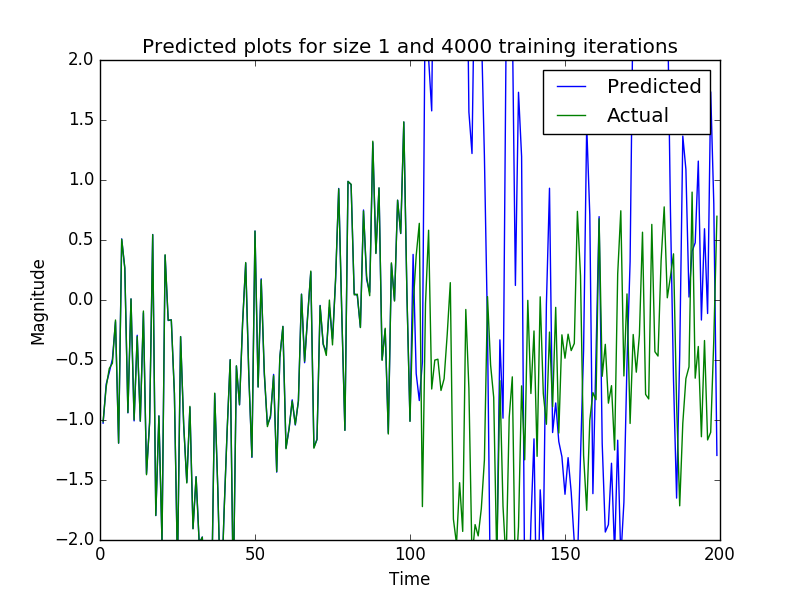 Predicted plots for size 1 and 4000 training iterations
2.0
1.5
1.0
0.5
0.0
−0.5
−1.0
−1.5
−2.0
Magnitude
Predicted
Actual
0
50
100
150
200
Time